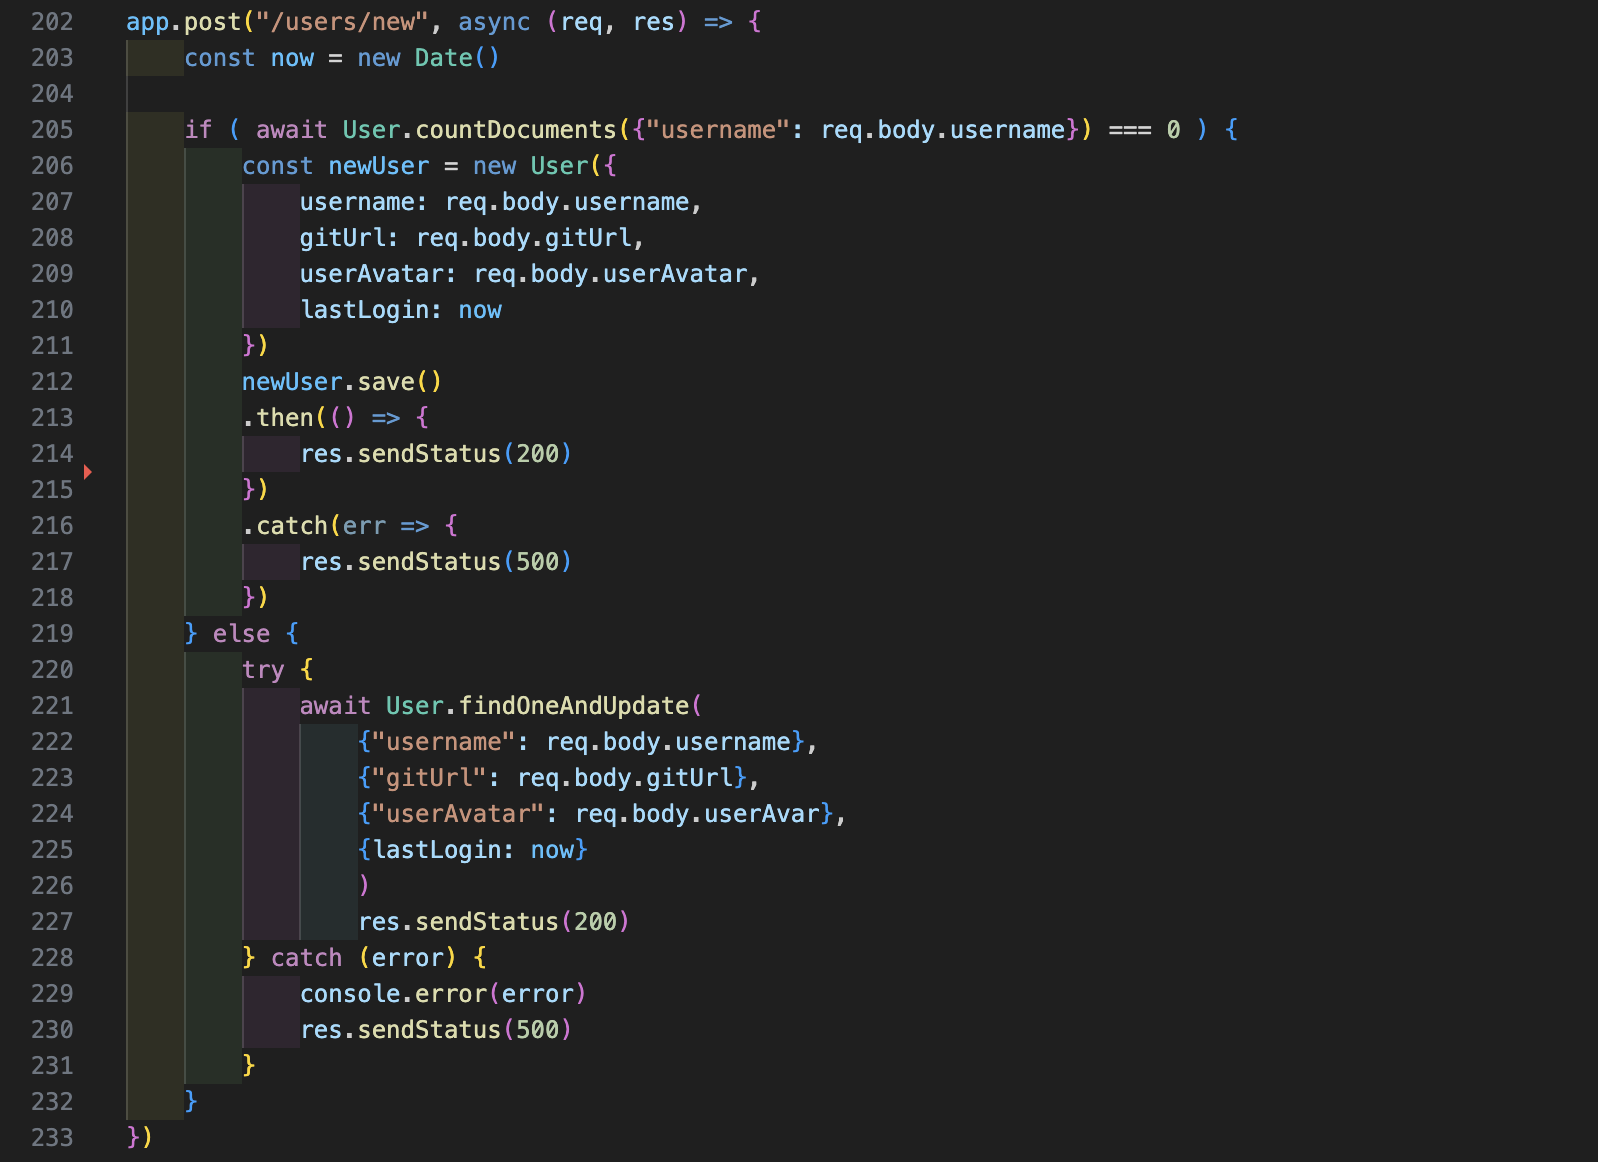 202 app.post("/users/new", async (req, res) => {
203     const now = new Date()
204
205     if ( await User.countDocuments({"username": req.body.username}) === 0 ) {
206         const newUser = new User({
207             username: req.body.username,
208             gitUrl: req.body.gitUrl,
209             userAvatar: req.body.userAvatar,
210             lastLogin: now
211         })
212         newUser.save()
213         .then(() => {
214             res.sendStatus(200)
215         })
216         .catch(err => {
217             res.sendStatus(500)
218         })
219     } else {
220         try {
221             await User.findOneAndUpdate(
222                 {"username": req.body.username},
223                 {"gitUrl": req.body.gitUrl},
224                 {"userAvatar": req.body.userAvar},
225                 {lastLogin: now}
226                 )
227                 res.sendStatus(200)
228         } catch (error) {
229             console.error(error)
230             res.sendStatus(500)
231         }
232     }
233 })